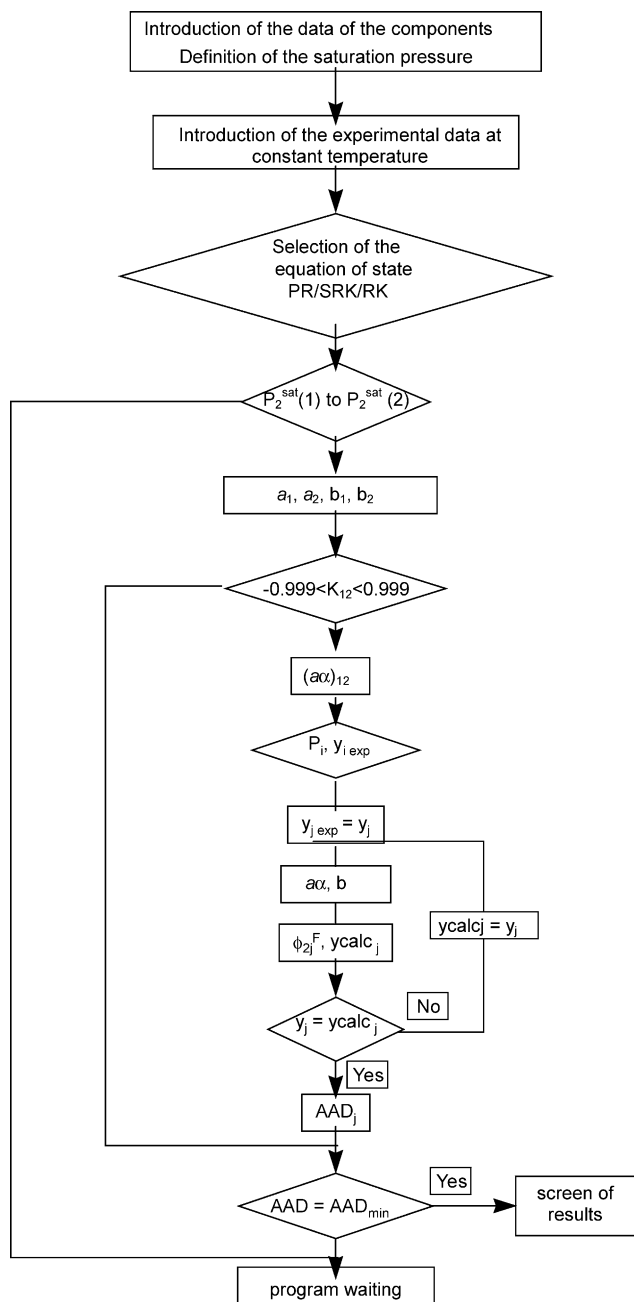 Introduction of the data of the components
Definition of the saturation pressure
Introduction of the experimental data at
constant temperature
Selection of the
equation of state
PR/SRK/RK
P₂ˢᵃᵗ(1) to P₂ˢᵃᵗ (2)
a₁, a₂, b₁, b₂
-0.999<K₁₂<0.999
(aα)₁₂
Pᵢ, yᵢ ₑₓₚ
yⱼ ₑₓₚ = yⱼ
aα, b
ycalcj = yⱼ
ϕ₂ⱼᶠ, ycalc ⱼ
No
yⱼ = ycalc ⱼ
Yes
AADⱼ
Yes
AAD = AADₘᵢₙ
screen of
results
program waiting